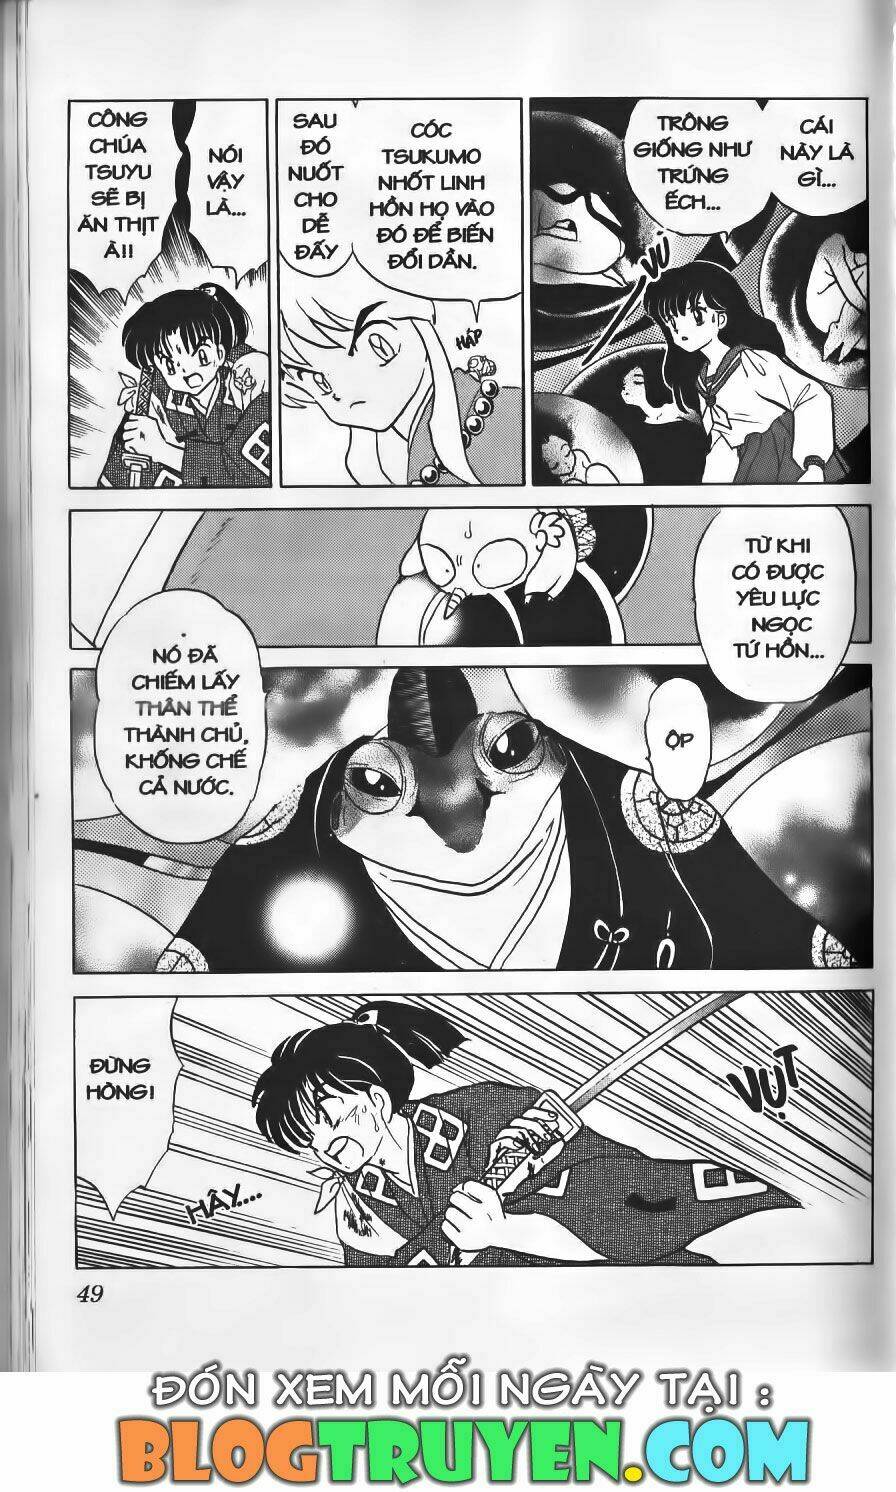 CÁI
NÀY LÀ
GÌ...
TRÔNG
GIỐNG NHƯ
TRỨNG
ẾCH...
VÙ
CÓC
TSUKUMO
NHỐT LINH
HỒN HỌ VÀO
ĐÓ ĐỂ BIẾN
ĐỔI DẦN.
SAU
ĐÓ
NUỐT
CHO
DỄ
ĐẤY
HẤP
NÓI
VẬY
LÀ...
CÔNG
CHÚA
TSUYU
SẼ BỊ
ĂN THỊT
À!!
TỪ KHI
CÓ ĐƯỢC
YÊU LỰC
NGỌC
TỨ HỒN...
NÓ ĐÃ
CHIẾM LẤY
THÂN THỂ
THÀNH CHỦ,
KHỐNG CHẾ
CẢ NƯỚC.
ỘP
ĐỪNG
HÒNG!
VỤT
HÂY....
49
ĐÓN XEM MỖI NGÀY TẠI :
BLOGTRUYEN.COM